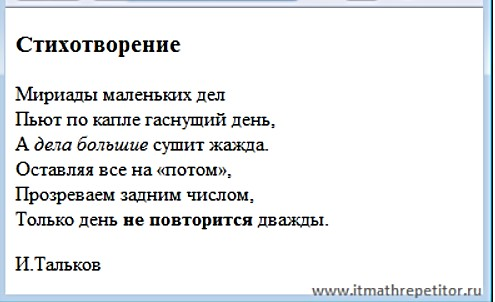 Стихотворение
Мириады маленьких дел
Пьют по капле гаснущий день,
А дела большие сушит жажда.
Оставляя все на «потом»,
Прозреваем задним числом,
Только день не повторится дважды.
И.Тальков
www.itmathrepetitor.ru